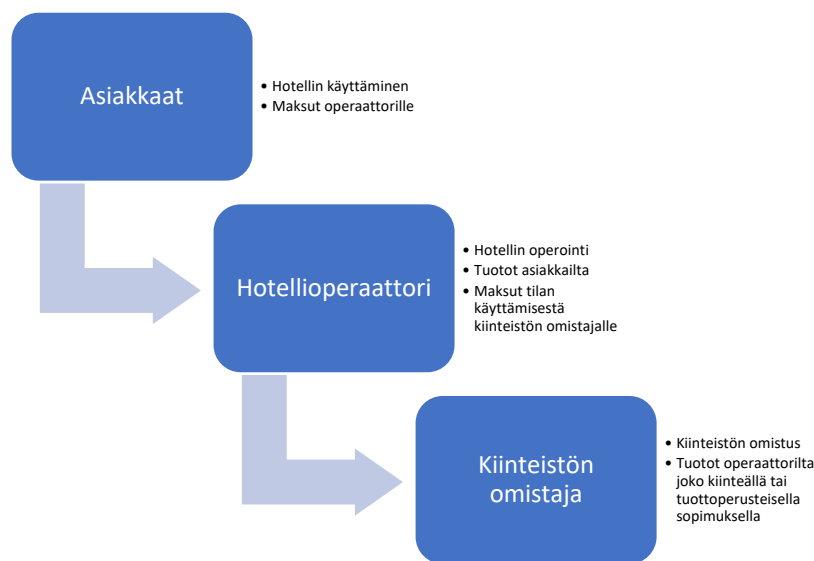 Asiakkaat
• Hotellin käyttäminen
• Maksut operaattorille
Hotellioperaattori
• Hotellin operointi
• Tuotot asiakkailta
• Maksut tilan
käyttämisestä
kiinteistön omistajalle
Kiinteistön
omistaja
• Kiinteistön omistus
• Tuotot operaattorilta
joko kiinteällä tai
tuottoperusteisella
sopimuksella